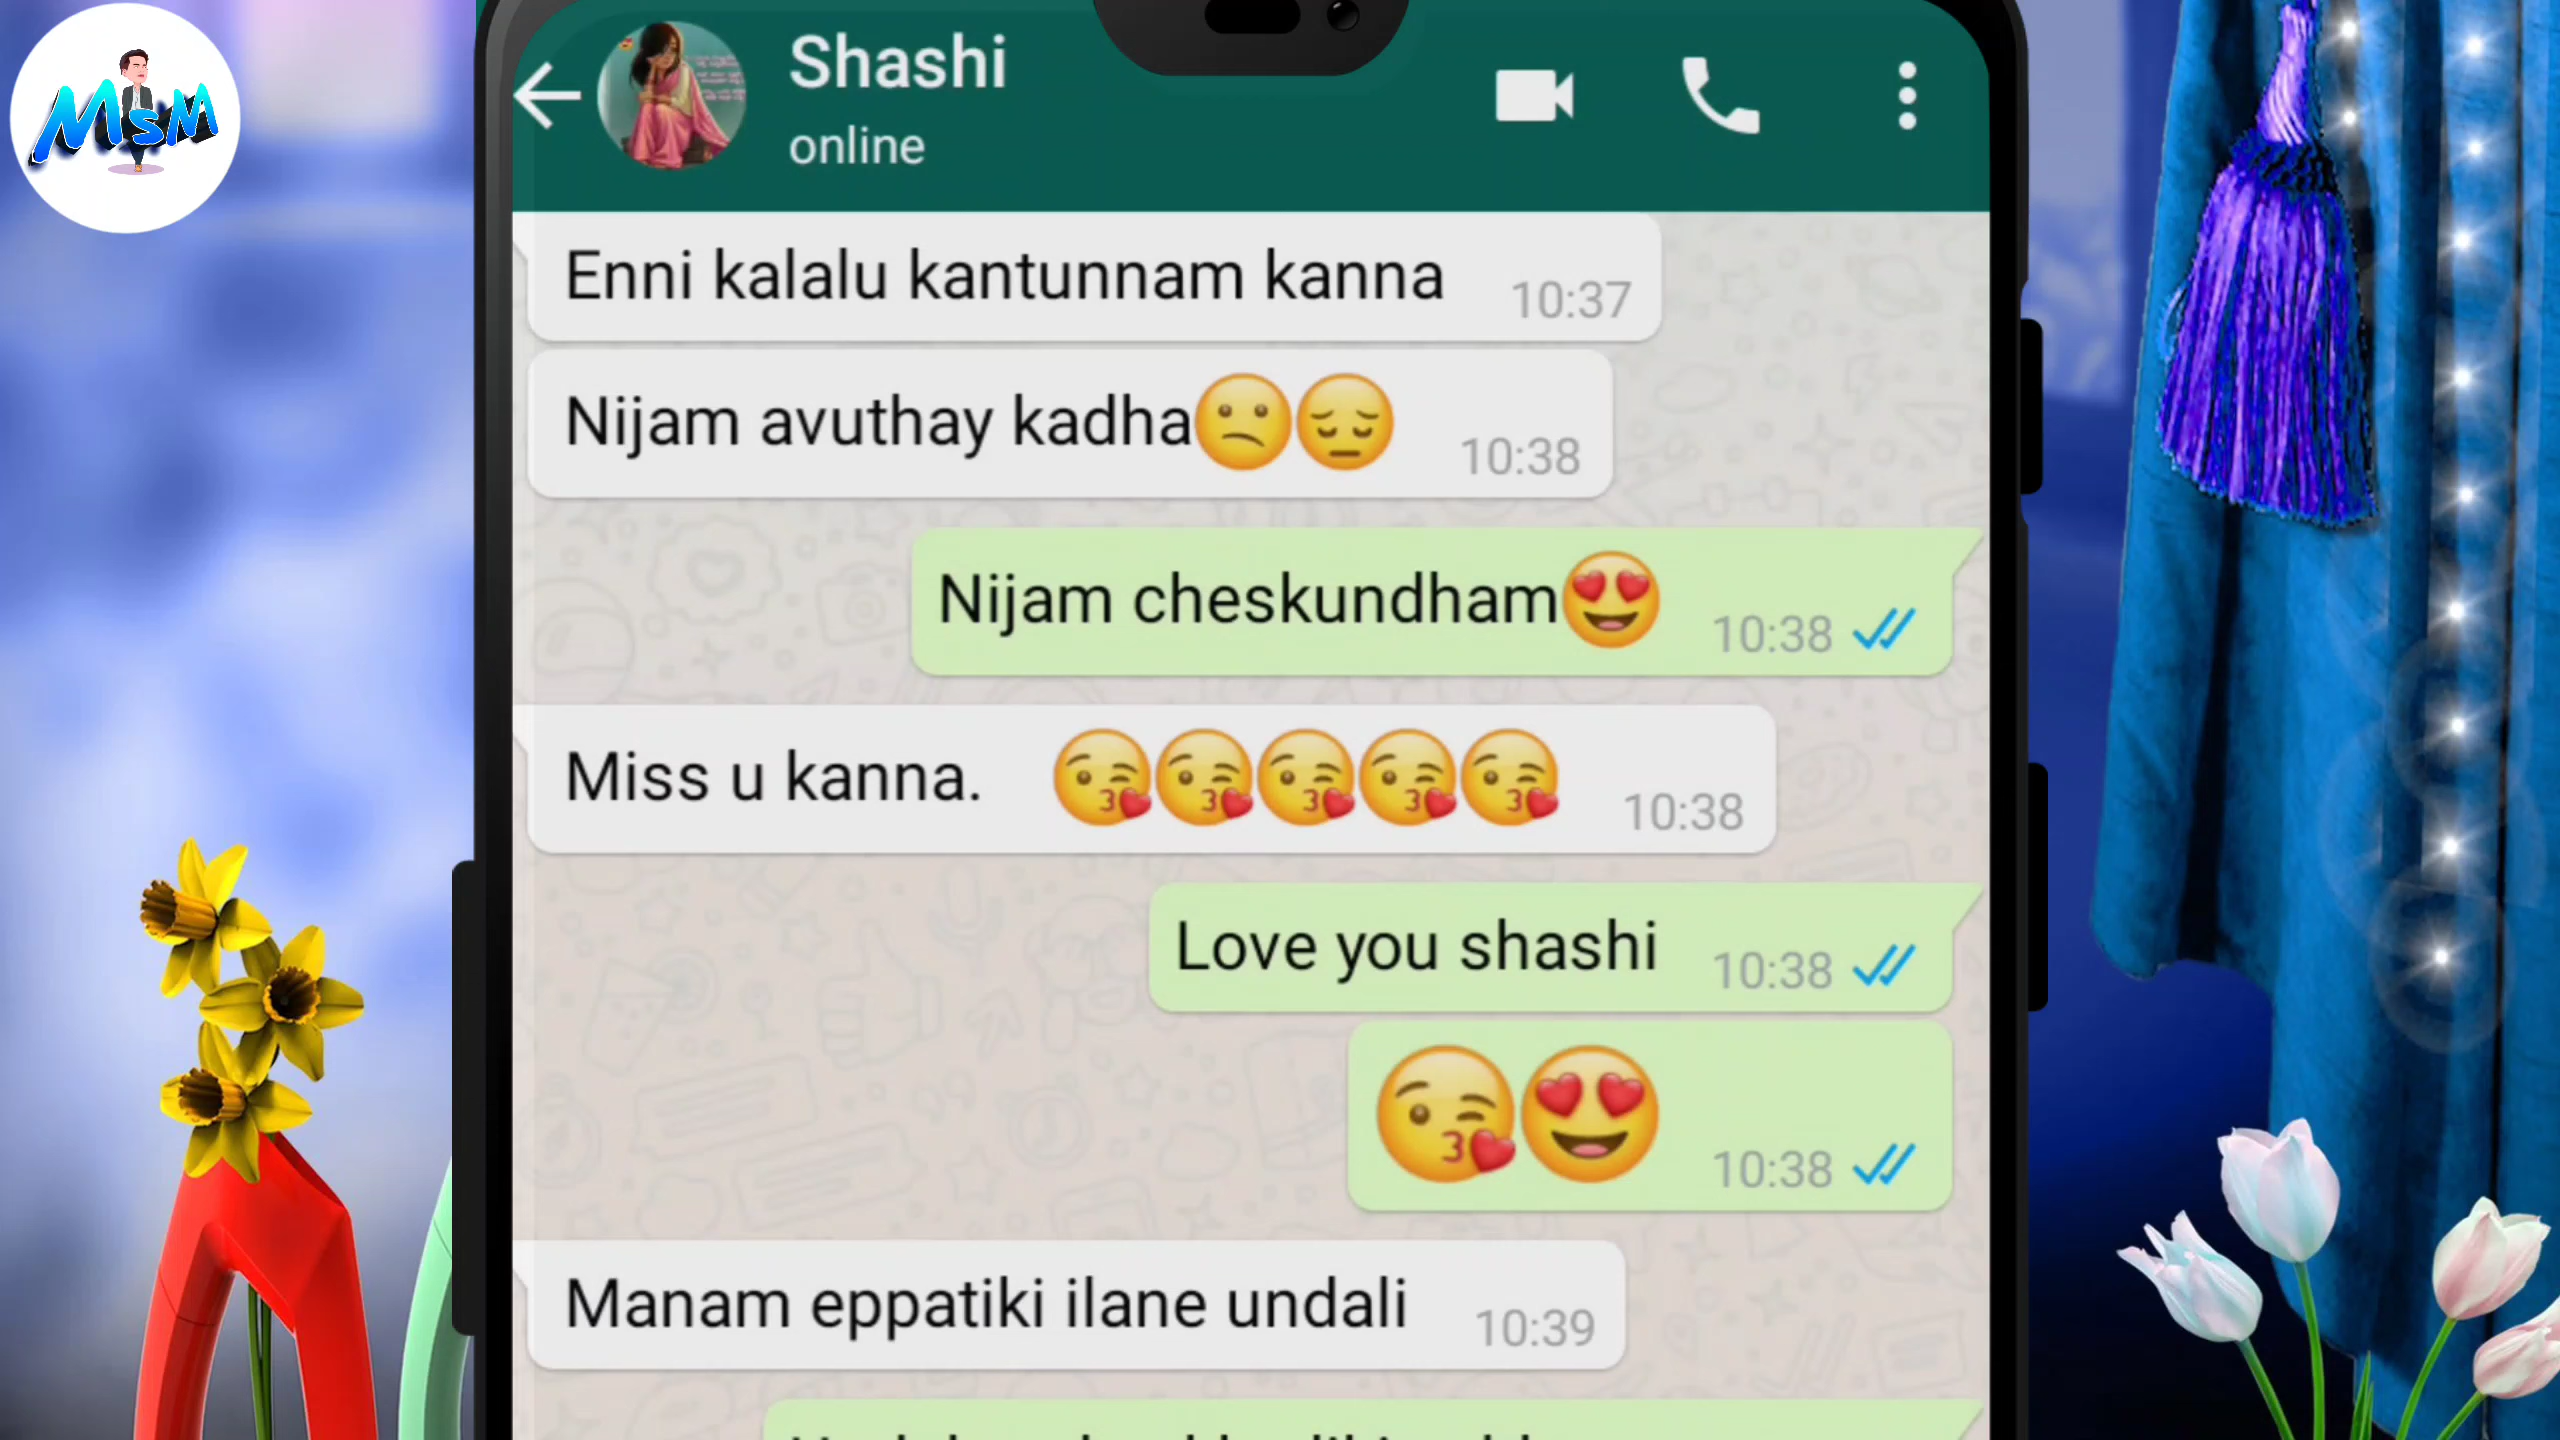 MSM
Shashi
online
Enni kalalu kantunnam kanna 10:37
Nijam avuthay kadha😕😔 10:38
Nijam cheskundham😍 10:38
Miss u kanna. 😘😘😘😘😘 10:38
Love you shashi 10:38
😘😍 10:38
Manam eppatiki ilane undali 10:39